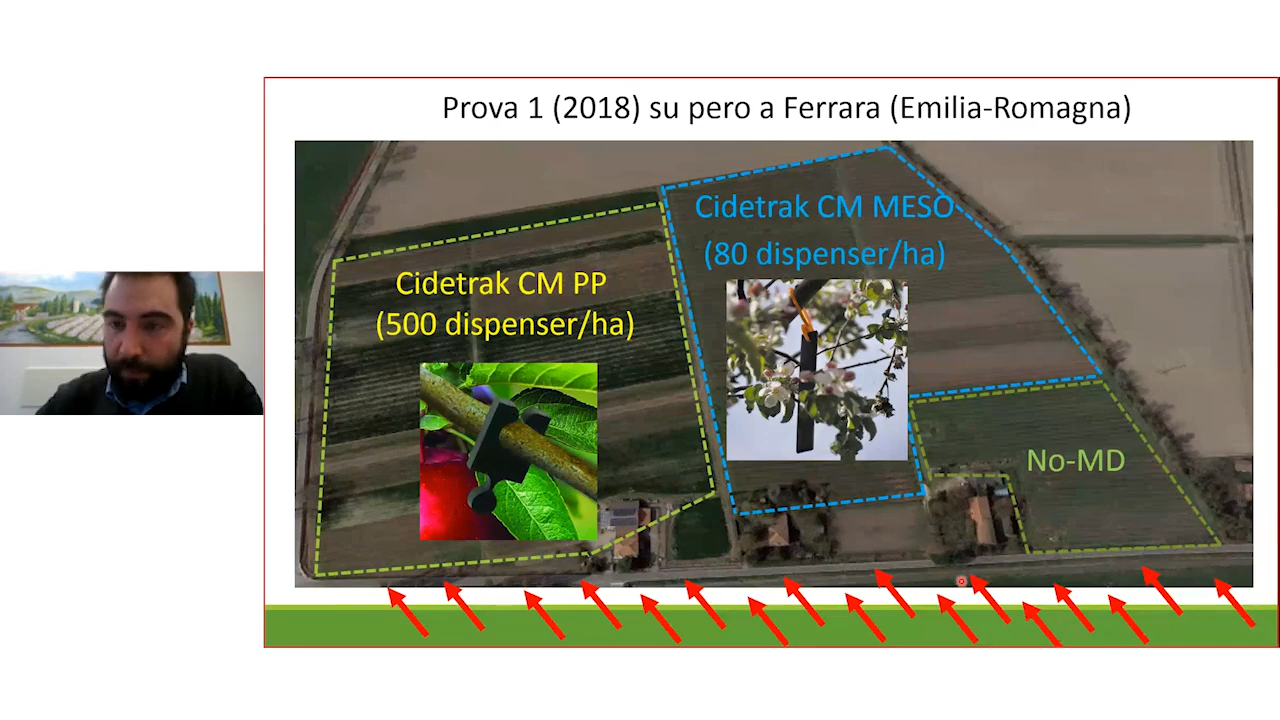 Prova 1 (2018) su pero a Ferrara (Emilia-Romagna)
Cidetrak CM MESO
(80 dispenser/ha)
Cidetrak CM PP
(500 dispenser/ha)
No-MD